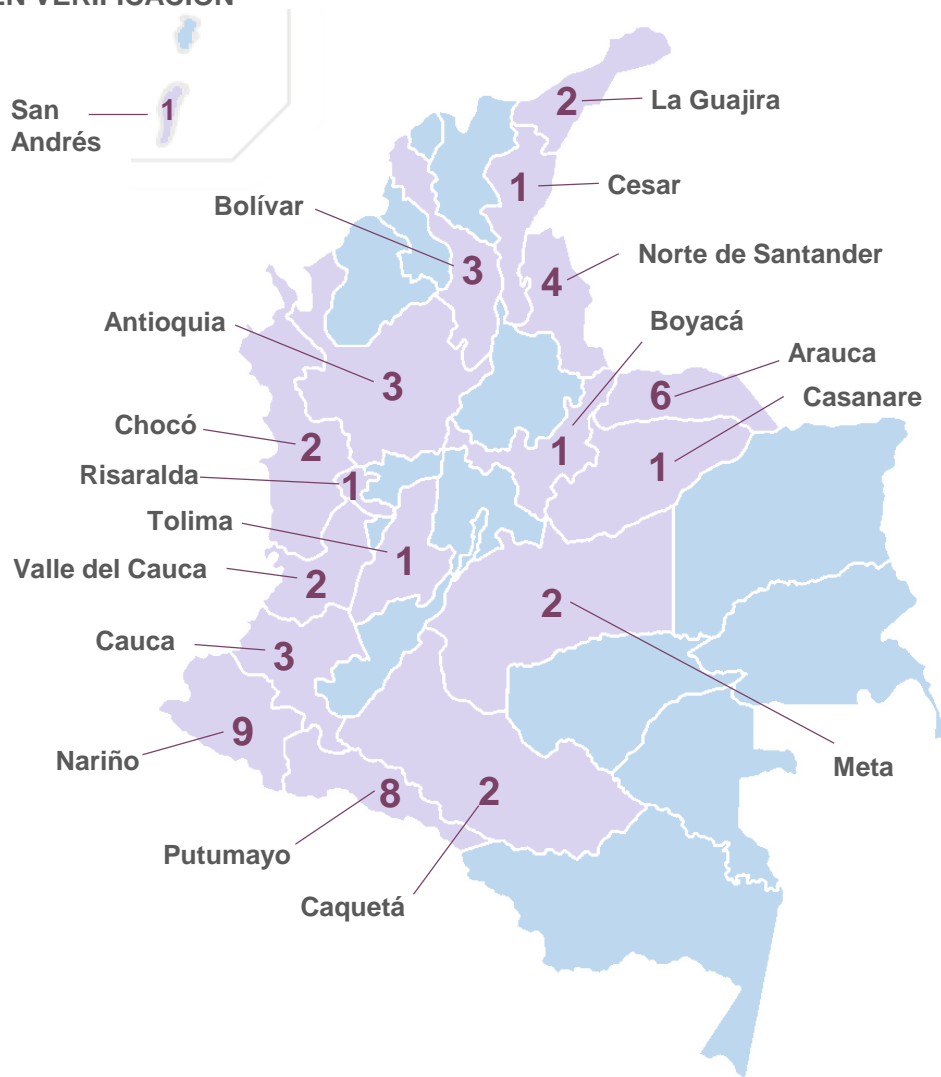 EN VERIFICACIÓN
San
Andrés
1
2
La Guajira
1
Cesar
Bolívar
3
Norte de Santander
4
Antioquia
3
Boyacá
1
Arauca
6
Casanare
1
Chocó
2
Risaralda
1
Tolima
1
Valle del Cauca
2
2
Meta
Cauca
3
Nariño
9
Putumayo
8
Caquetá
2